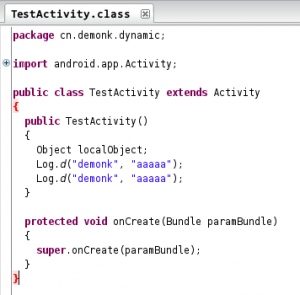 TestActivity.class
package cn.demonk.dynamic;
import android.app.Activity;
public class TestActivity extends Activity
{
public TestActivity()
{
Object localObject;
Log.d("demonk", "aaaaa");
Log.d("demonk", "aaaaa");
}
protected void onCreate(Bundle paramBundle)
{
super.onCreate(paramBundle);
}
}